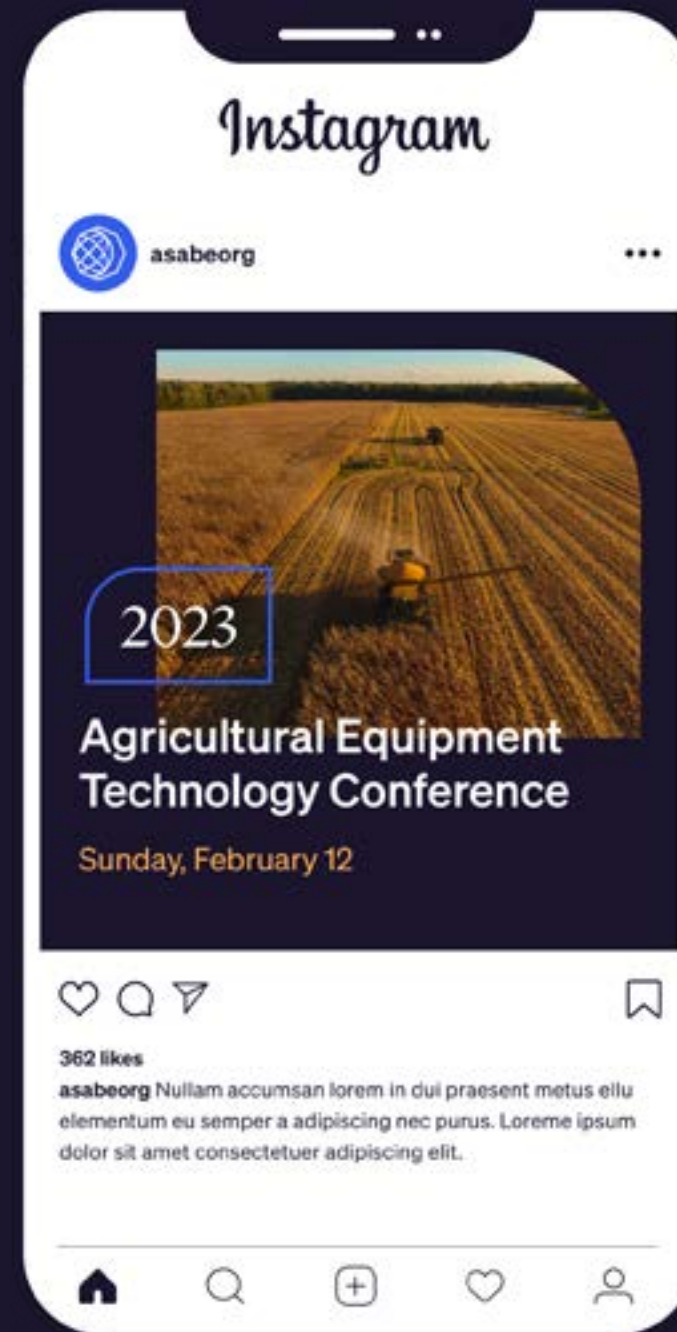 Instagram
asabeorg
2023
Agricultural Equipment
Technology Conference
Sunday, February 12
362 likes
asabeorg Nullam accumsan lorem in dui praesent metus ellu
elementum eu semper a adipiscing nec purus. Loreme ipsum
dolor sit amet consectetuer adipiscing elit.